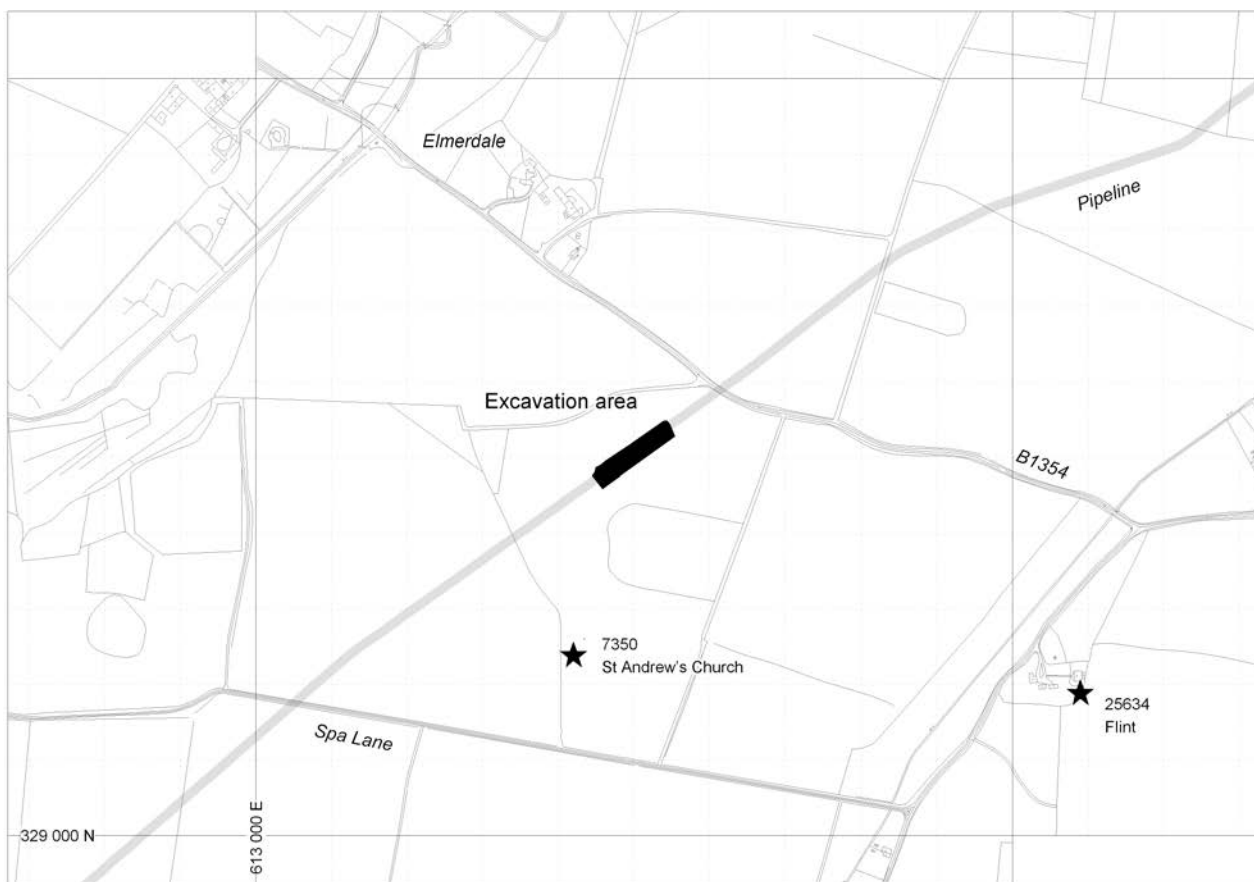 Elmerdale
Pipeline
Excavation area
B1354
7350
St Andrew's Church
25634
Flint
Spa Lane
329 000 N
613 000 E